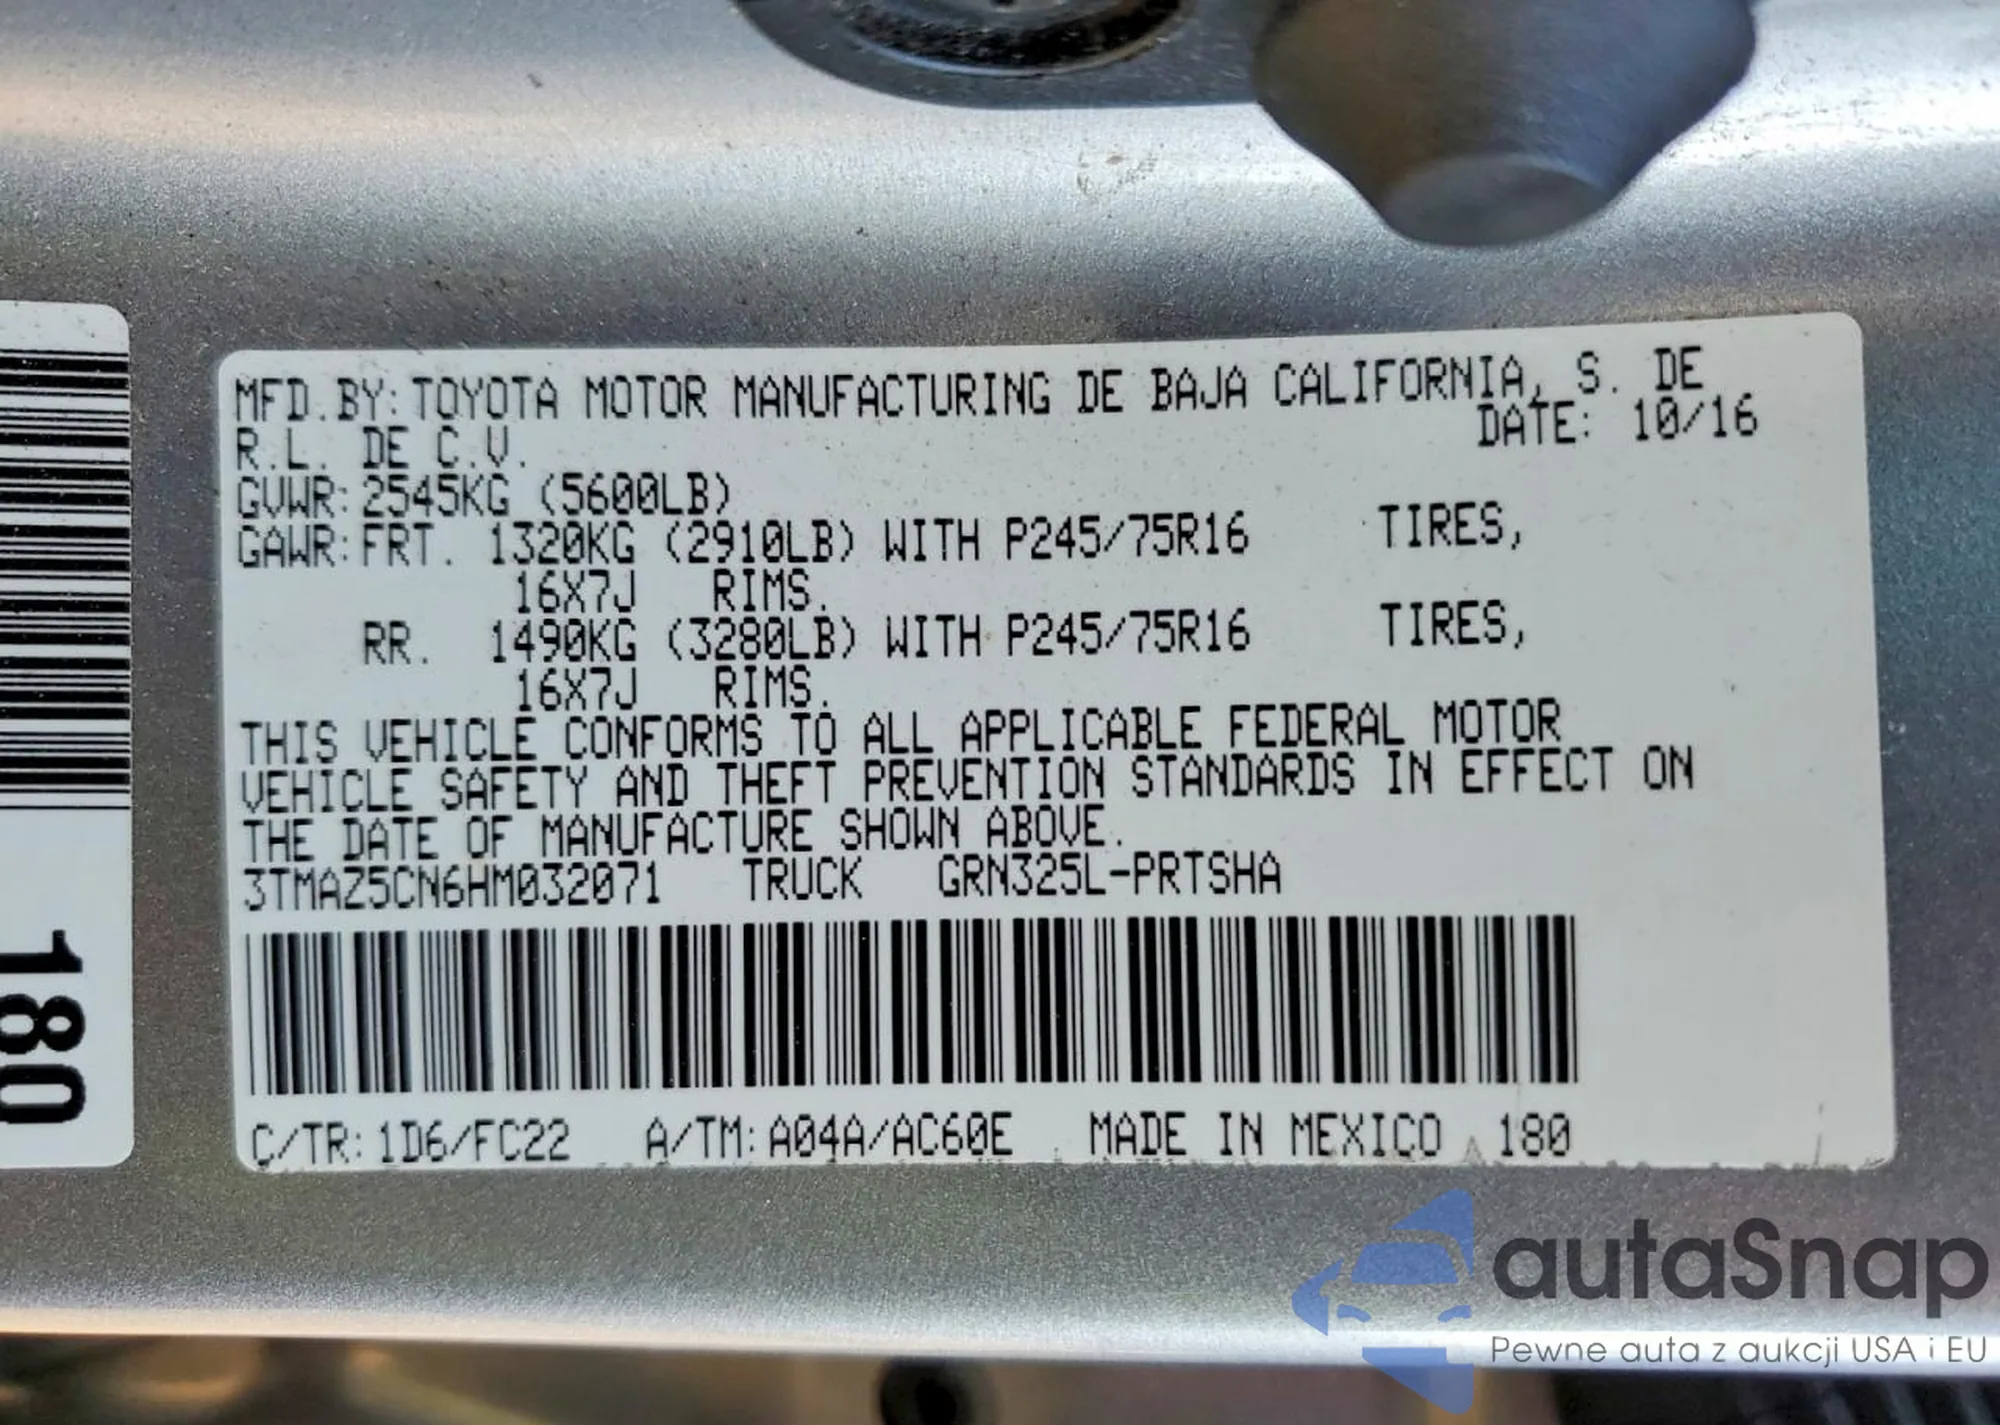 MFD.BY: TOYOTA MOTOR MANUFACTURING DE BAJA CALIFORNIA, S. DE
R.L. DE C.V. DATE: 10/16
GVWR: 2545KG (5600LB)
GAWR: FRT. 1320KG (2910LB) WITH P245/75R16 TIRES,
16X7J RIMS.
RR. 1490KG (3280LB) WITH P245/75R16 TIRES,
16X7J RIMS.
THIS VEHICLE CONFORMS TO ALL APPLICABLE FEDERAL MOTOR
VEHICLE SAFETY AND THEFT PREVENTION STANDARDS IN EFFECT ON
THE DATE OF MANUFACTURE SHOWN ABOVE.
3TMAZ5CN6HM032071 TRUCK GRN325L-PRTSHA
C/TR: 1D6/FC22 A/TM: A04A/AC60E MADE IN MEXICO 180
180
autaSnap
Pewne auta z aukcji USA i EU